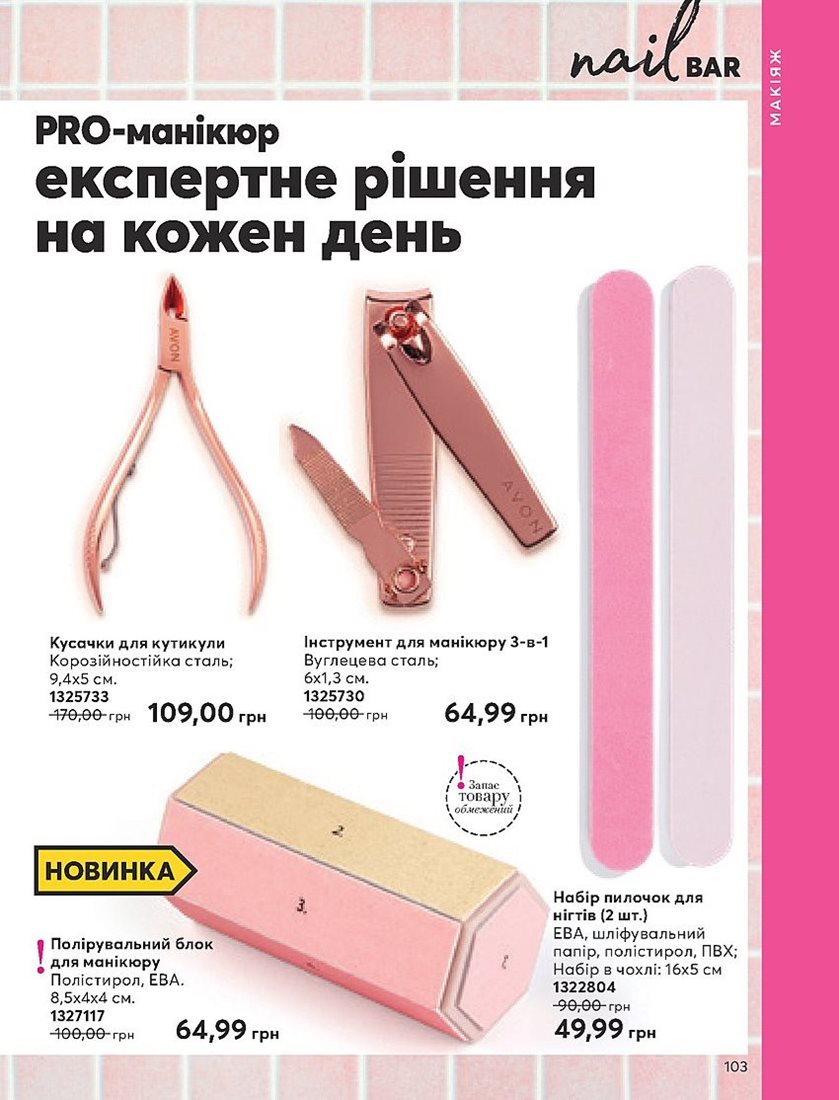 nail BAR
МАКІЯЖ
PRO-манікюр
експертне рішення
на кожен день
AVON
AVON
Кусачки для кутикули
Корозійностійка сталь;
9,4х5 см.
1325733
170,00 грн 109,00 грн
Інструмент для манікюру 3-в-1
Вуглецева сталь;
6х1,3 см.
1325730
100,00 грн 64,99 грн
! Запас
товару
обмежений
2.
3.
НОВИНКА
! Полірувальний блок
для манікюру
Полістирол, ЕВА.
8,5х4х4 см.
1327117
100,00 грн 64,99 грн
Набір пилочок для
нігтів (2 шт.)
ЕВА, шліфувальний
папір, полістирол, ПВХ;
Набір в чохлі: 16х5 см
1322804
90,00 грн
49,99 грн
103